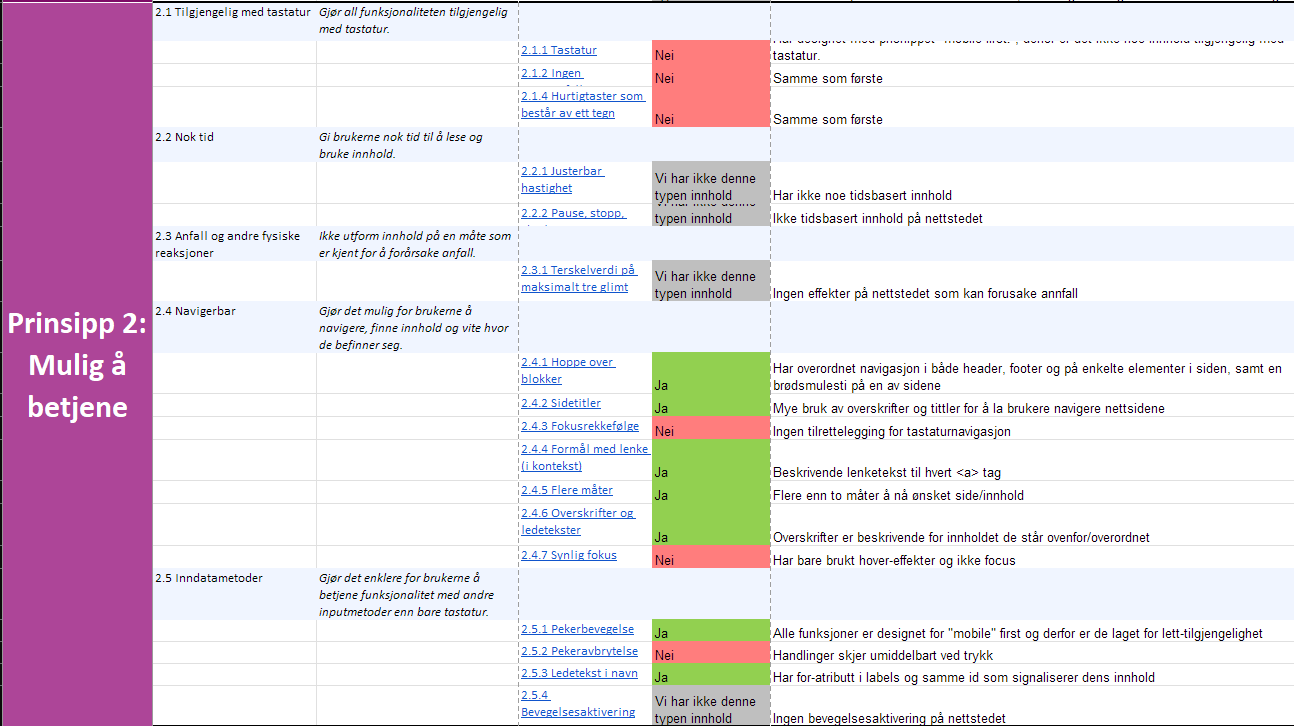 Prinsipp 2:
Mulig å
betjene
2.1 Tilgjengelig med tastatur
Gjør all funksjonaliteten tilgjengelig
med tastatur.
2.1.1 Tastatur
Nei
Har designet med prinsippet "mobile first.", derfor er det ikke noe innhold tilgjengelig med
tastatur.
2.1.2 Ingen
Nei
Samme som første
2.1.4 Hurtigtaster som
består av ett tegn
Nei
Samme som første
2.2 Nok tid
Gi brukerne nok tid til å lese og
bruke innhold.
2.2.1 Justerbar
hastighet
Vi har ikke denne
typen innhold
Har ikke noe tidsbasert innhold
2.2.2 Pause, stopp,
Vi har ikke denne
typen innhold
Ikke tidsbasert innhold på nettstedet
2.3 Anfall og andre fysiske
reaksjoner
Ikke utform innhold på en måte som
er kjent for å forårsake anfall.
2.3.1 Terskelverdi på
maksimalt tre glimt
Vi har ikke denne
typen innhold
Ingen effekter på nettstedet som kan forusake annfall
2.4 Navigerbar
Gjør det mulig for brukerne å
navigere, finne innhold og vite hvor
de befinner seg.
2.4.1 Hoppe over
blokker
Ja
Har overordnet navigasjon i både header, footer og på enkelte elementer i siden, samt en
brødsmulesti på en av sidene
2.4.2 Sidetitler
Ja
Mye bruk av overskrifter og tittler for å la brukere navigere nettsidene
2.4.3 Fokusrekkefølge
Nei
Ingen tilrettelegging for tastaturnavigasjon
2.4.4 Formål med lenke
(i kontekst)
Ja
Beskrivende lenketekst til hvert <a> tag
2.4.5 Flere måter
Ja
Flere enn to måter å nå ønsket side/innhold
2.4.6 Overskrifter og
ledetekster
Ja
Overskrifter er beskrivende for innholdet de står ovenfor/overordnet
2.4.7 Synlig fokus
Nei
Har bare brukt hover-effekter og ikke focus
2.5 Inndatametoder
Gjør det enklere for brukerne å
betjene funksjonalitet med andre
inputmetoder enn bare tastatur.
2.5.1 Pekerbevegelse
Ja
Alle funksjoner er designet for "mobile" first og derfor er de laget for lett-tilgjengelighet
2.5.2 Pekeravbrytelse
Nei
Handlinger skjer umiddelbart ved trykk
2.5.3 Ledetekst i navn
Ja
Har for-atributt i labels og samme id som signaliserer dens innhold
2.5.4
Bevegelsesaktivering
Vi har ikke denne
typen innhold
Ingen bevegelsesaktivering på nettstedet